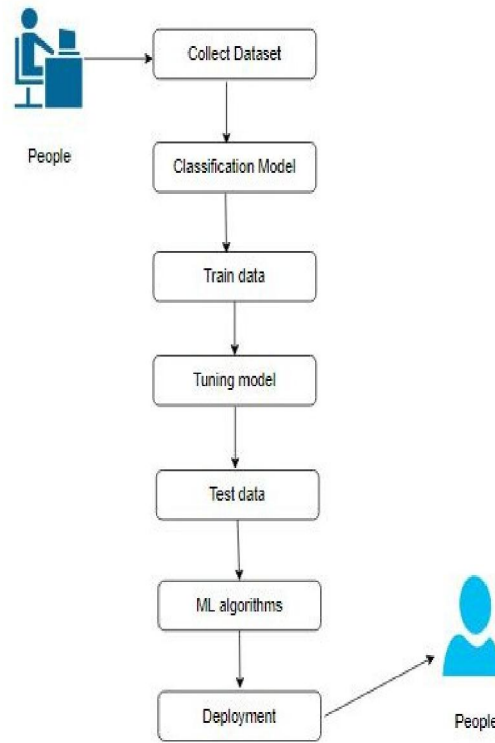 Collect Dataset
People
Classification Model
Train data
Tuning model
Test data
ML algorithms
Deployment
People